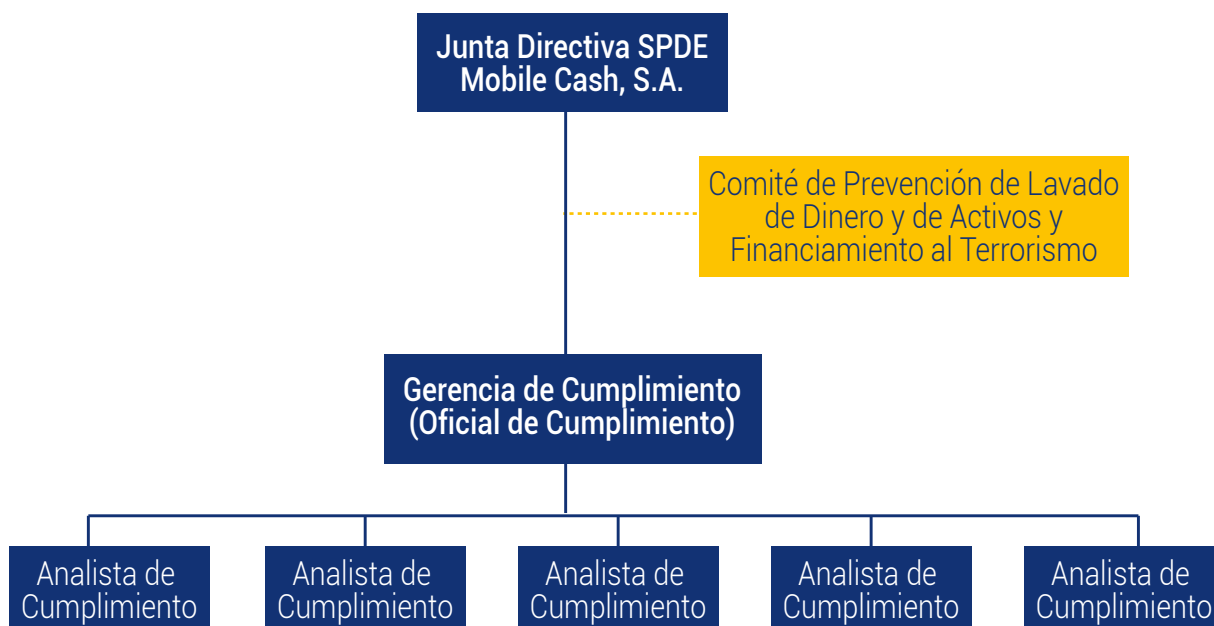 Junta Directiva SPDE
Mobile Cash, S.A.
Comité de Prevención de Lavado
de Dinero y de Activos y
Financiamiento al Terrorismo
Gerencia de Cumplimiento
(Oficial de Cumplimiento)
Analista de
Cumplimiento
Analista de
Cumplimiento
Analista de
Cumplimiento
Analista de
Cumplimiento
Analista de
Cumplimiento